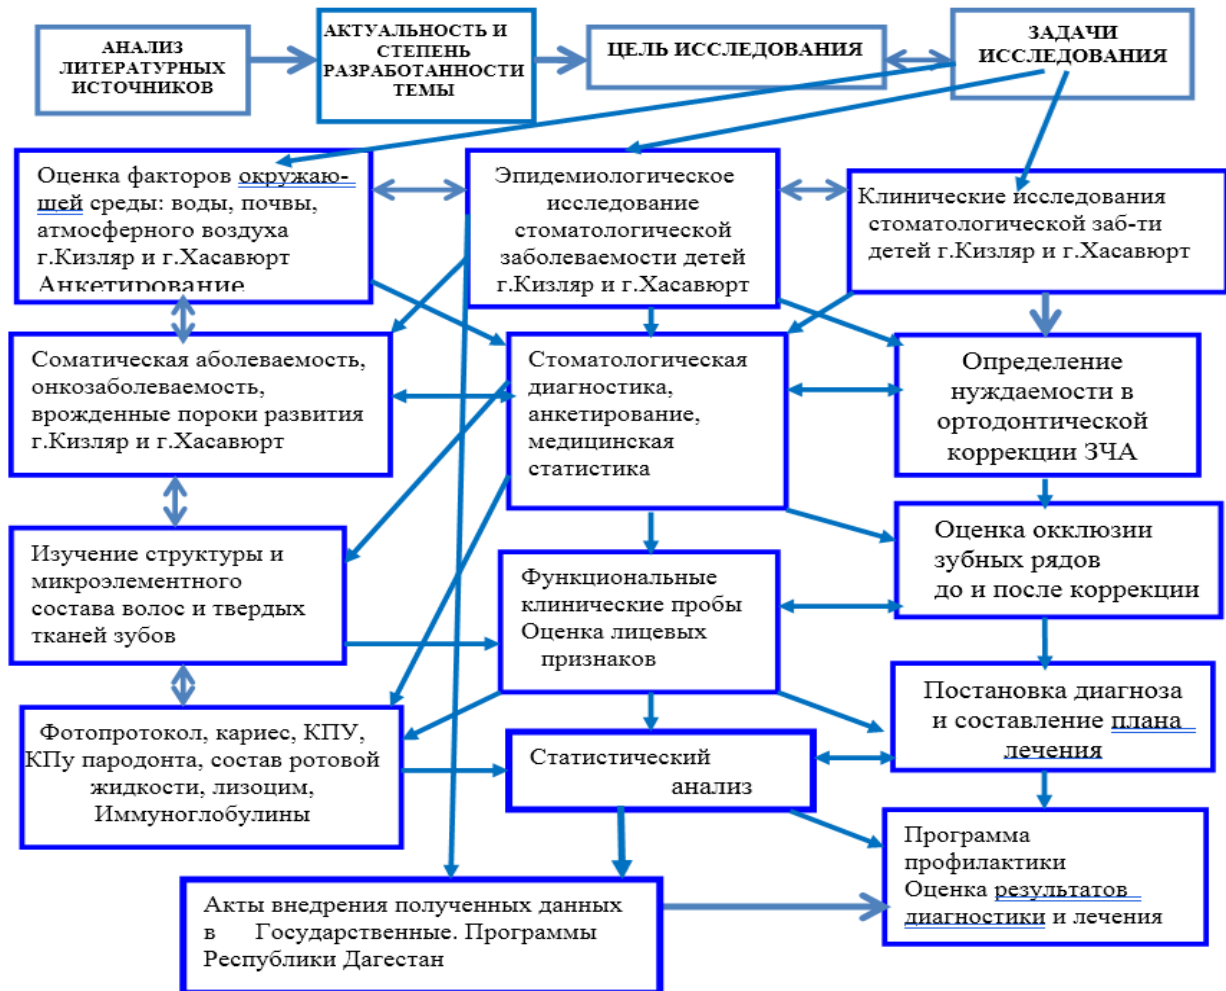 АНАЛИЗ
ЛИТЕРАТУРНЫХ
ИСТОЧНИКОВ
АКТУАЛЬНОСТЬ И
СТЕПЕНЬ
РАЗРАБОТАННОСТИ
ТЕМЫ
ЦЕЛЬ ИССЛЕДОВАНИЯ
ЗАДАЧИ
ИССЛЕДОВАНИЯ
Оценка факторов окружаю-
щей среды: воды, почвы,
атмосферного воздуха
г.Кизляр и г.Хасавюрт
Анкетирование
Эпидемиологическое
исследование
стоматологической
заболеваемости детей
г.Кизляр и г.Хасавюрт
Клинические исследования
стоматологической заб-ти
детей г.Кизляр и г.Хасавюрт
Соматическая аболеваемость,
онкозаболеваемость,
врожденные пороки развития
г.Кизляр и г.Хасавюрт
Стоматологическая
диагностика,
анкетирование,
медицинская
статистика
Определение
нуждаемости в
ортодонтической
коррекции ЗЧА
Изучение структуры и
микроэлементного
состава волос и твердых
тканей зубов
Функциональные
клинические пробы
Оценка лицевых
признаков
Оценка окклюзии
зубных рядов
до и после коррекции
Фотопротокол, кариес, КПУ,
КПу пародонта, состав ротовой
жидкости, лизоцим,
Иммуноглобулины
Статистический
анализ
Постановка диагноза
и составление плана
лечения
Акты внедрения полученных данных
в Государственные. Программы
Республики Дагестан
Программа
профилактики
Оценка результатов
диагностики и лечения